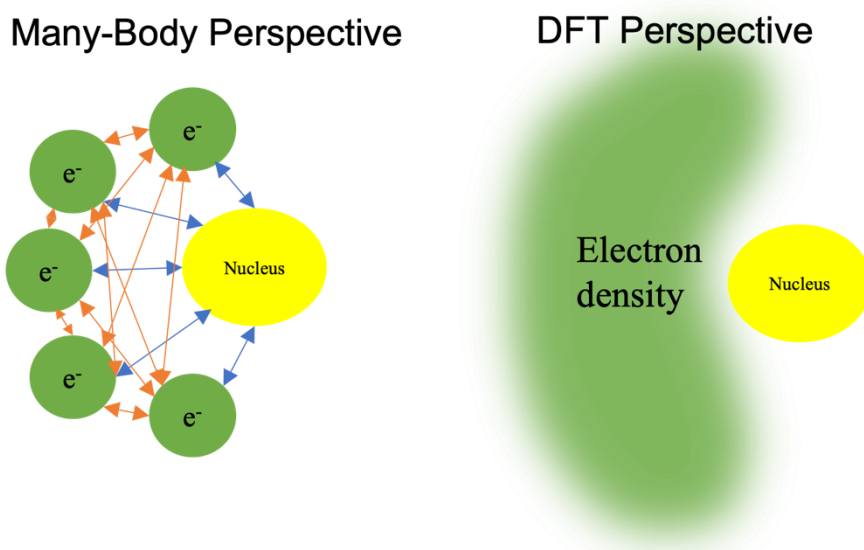 Many-Body Perspective
e-
e-
e-
e-
e-
Nucleus
DFT Perspective
Electron
density
Nucleus